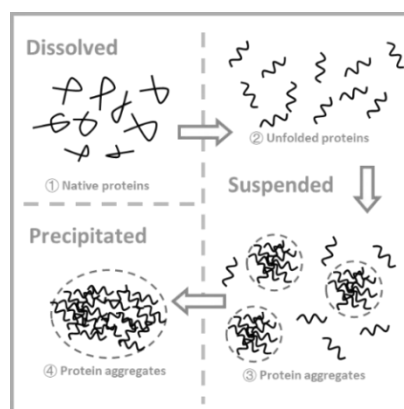 Dissolved
① Native proteins
② Unfolded proteins
Suspended
Precipitated
④ Protein aggregates
③ Protein aggregates